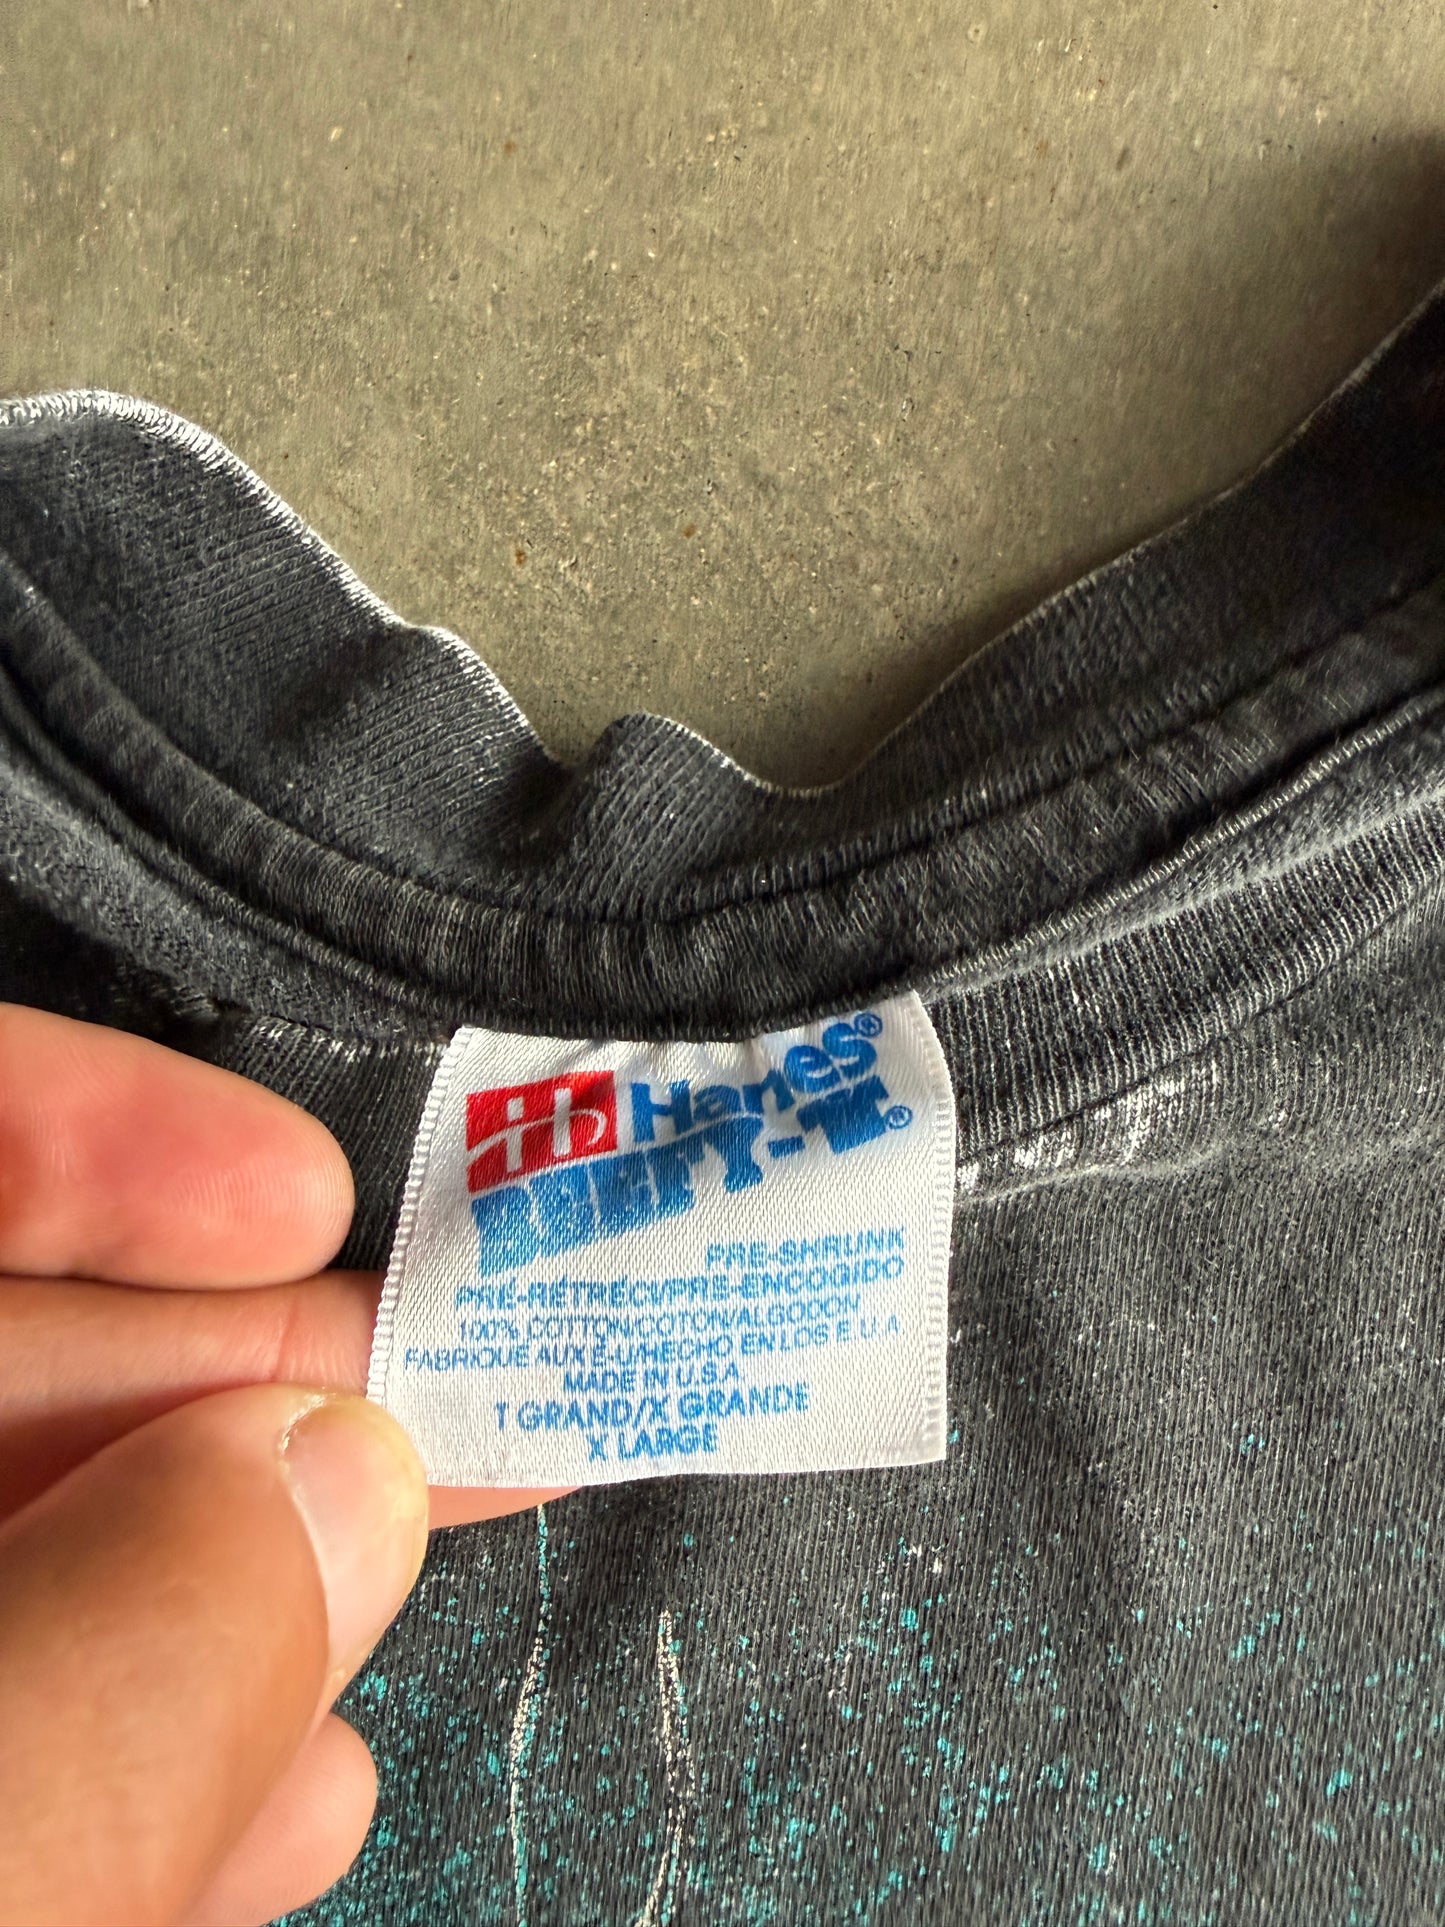 Hanes®
BEEFY-T®
PRE-SHRUNK
PRÉ-RÉTRÉCI/PRE-ENCOGIDO
100% COTTON/COTON/ALGODON
FABRIQUÉ AUX É.-U/HECHO EN LOS E.U.A
MADE IN U.S.A.
T GRAND/X GRANDE
X LARGE